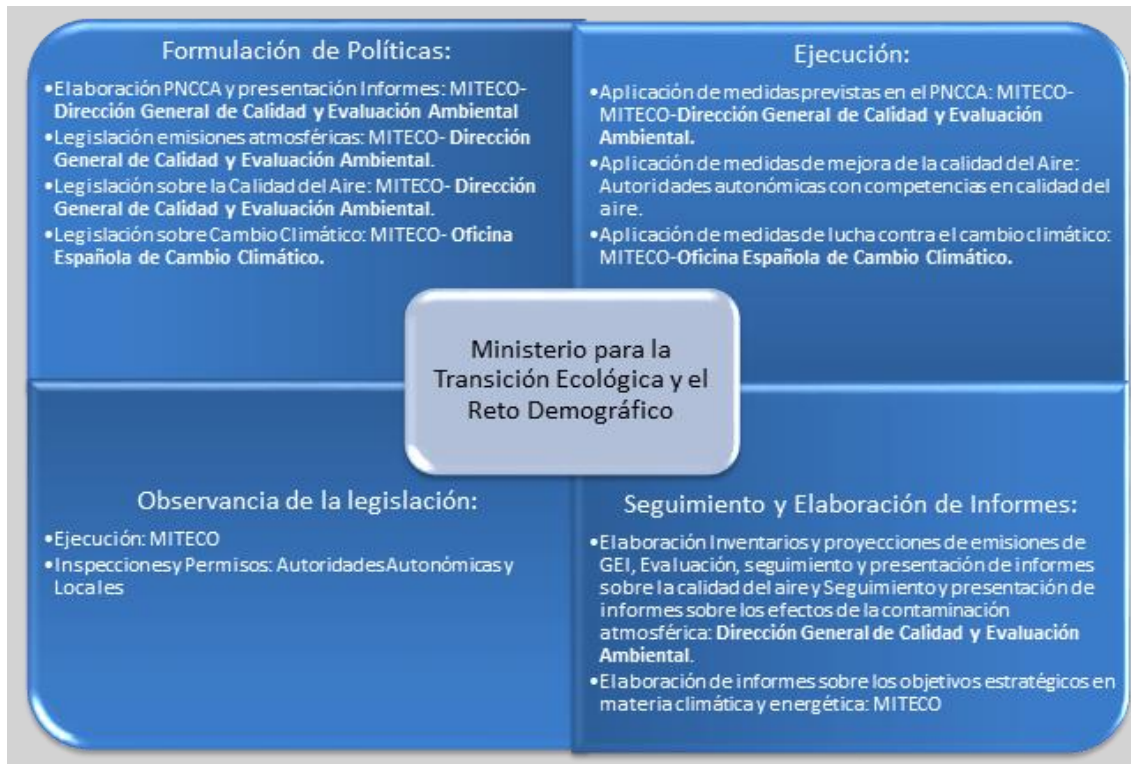 Formulación de Políticas:
•Elaboración PNCCA y presentación Informes: MITECO-
Dirección General de Calidad y Evaluación Ambiental
•Legislación emisiones atmosféricas: MITECO- Dirección
General de Calidad y Evaluación Ambiental.
•Legislación sobre la Calidad del Aire: MITECO- Dirección
General de Calidad y Evaluación Ambiental.
•Legislación sobre Cambio Climático: MITECO- Oficina
Española de Cambio Climático.
Ejecución:
•Aplicación de medidas previstas en el PNCCA: MITECO-
MITECO-Dirección General de Calidad y Evaluación
Ambiental.
•Aplicación de medidas de mejora de la calidad del Aire:
Autoridades autonómicas con competencias en calidad del
aire.
•Aplicación de medidas de lucha contra el cambio climático:
MITECO-Oficina Española de Cambio Climático.
Ministerio para la
Transición Ecológica y el
Reto Demográfico
Observancia de la legislación:
•Ejecución: MITECO
•Inspecciones y Permisos: Autoridades Autonómicas y
Locales
Seguimiento y Elaboración de Informes:
•Elaboración Inventarios y proyecciones de emisiones de
GEI, Evaluación, seguimiento y presentación de informes
sobre la calidad del aire y Seguimiento y presentación de
informes sobre los efectos de la contaminación
atmosférica: Dirección General de Calidad y Evaluación
Ambiental.
•Elaboración de informes sobre los objetivos estratégicos en
materia climática y energética: MITECO